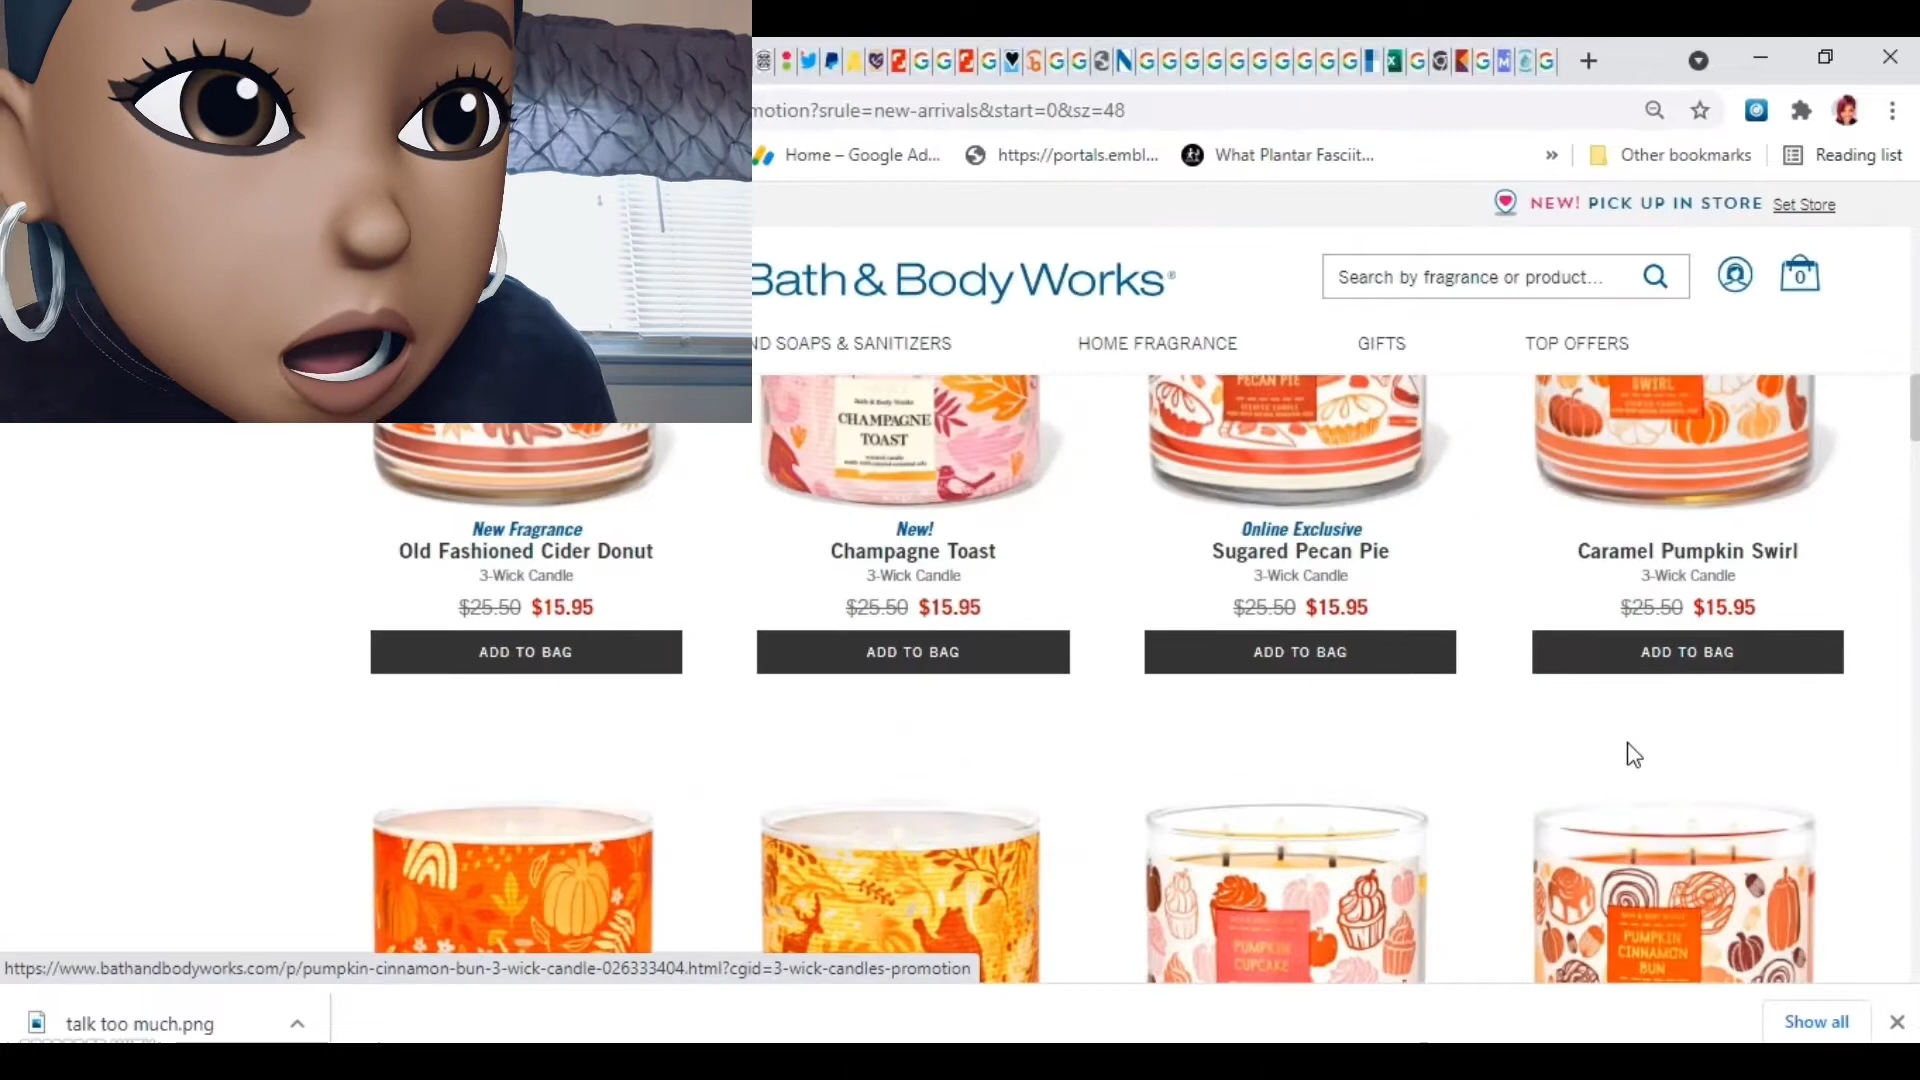 motion?srule=new-arrivals&start=0&sz=48
Home – Google Ad...
https://portals.embl...
What Plantar Fasciit...
»
Other bookmarks
Reading list
NEW! PICK UP IN STORE Set Store
Bath & Body Works®
Search by fragrance or product...
0
ND SOAPS & SANITIZERS
HOME FRAGRANCE
GIFTS
TOP OFFERS
Bath & Body Works
CHAMPAGNE
TOAST
PECAN PIE
SWIRL
New Fragrance
Old Fashioned Cider Donut
3-Wick Candle
$25.50 $15.95
ADD TO BAG
New!
Champagne Toast
3-Wick Candle
$25.50 $15.95
ADD TO BAG
Online Exclusive
Sugared Pecan Pie
3-Wick Candle
$25.50 $15.95
ADD TO BAG
Caramel Pumpkin Swirl
3-Wick Candle
$25.50 $15.95
ADD TO BAG
PUMPKIN
CUPCAKE
PUMPKIN
CINNAMON
BUN
https://www.bathandbodyworks.com/p/pumpkin-cinnamon-bun-3-wick-candle-026333404.html?cgid=3-wick-candles-promotion
talk too much.png
Show all